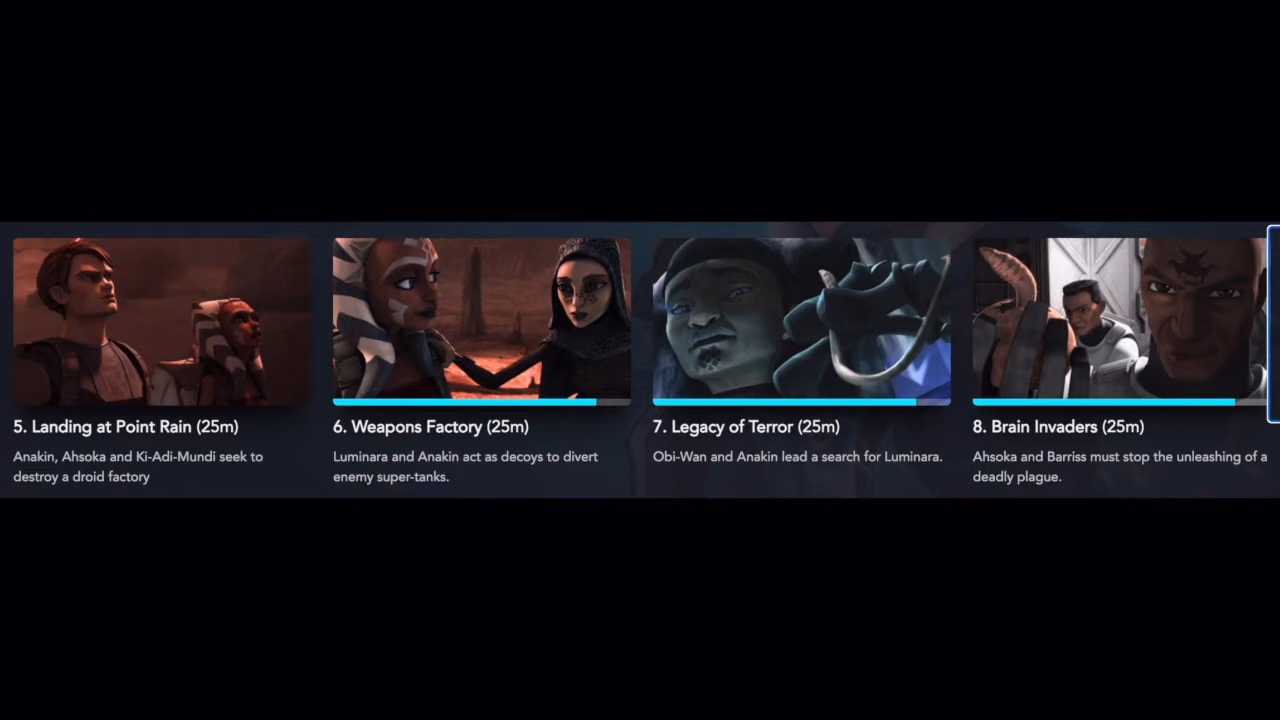 5. Landing at Point Rain (25m)
Anakin, Ahsoka and Ki-Adi-Mundi seek to
destroy a droid factory
6. Weapons Factory (25m)
Luminara and Anakin act as decoys to divert
enemy super-tanks.
7. Legacy of Terror (25m)
Obi-Wan and Anakin lead a search for Luminara.
8. Brain Invaders (25m)
Ahsoka and Barriss must stop the unleashing of a
deadly plague.